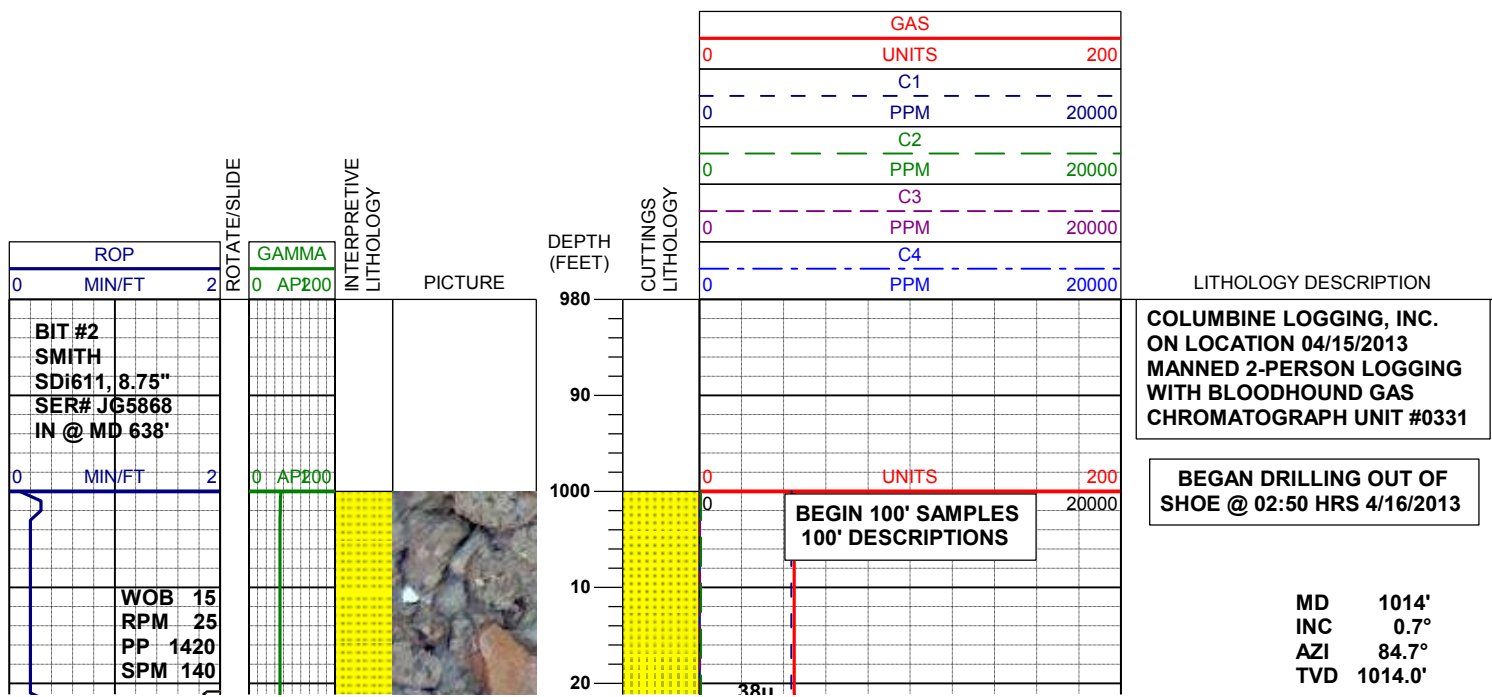 GAS
0 UNITS 200
C1
0 PPM 20000
C2
0 PPM 20000
C3
0 PPM 20000
C4
0 PPM 20000
ROP
0 MIN/FT 2
ROTATE/SLIDE
GAMMA
0 API 200
INTERPRETIVE
LITHOLOGY
PICTURE
DEPTH
(FEET)
CUTTINGS
LITHOLOGY
LITHOLOGY DESCRIPTION
980
BIT #2
SMITH
SDi611, 8.75"
SER# JG5868
IN @ MD 638'
90
COLUMBINE LOGGING, INC.
ON LOCATION 04/15/2013
MANNED 2-PERSON LOGGING
WITH BLOODHOUND GAS
CHROMATOGRAPH UNIT #0331
0 MIN/FT 2
0 API 200
0 UNITS 200
1000
0 20000
BEGIN 100' SAMPLES
100' DESCRIPTIONS
BEGAN DRILLING OUT OF
SHOE @ 02:50 HRS 4/16/2013
10
WOB 15
RPM 25
PP 1420
SPM 140
MD 1014'
INC 0.7°
AZI 84.7°
TVD 1014.0'
20
38u